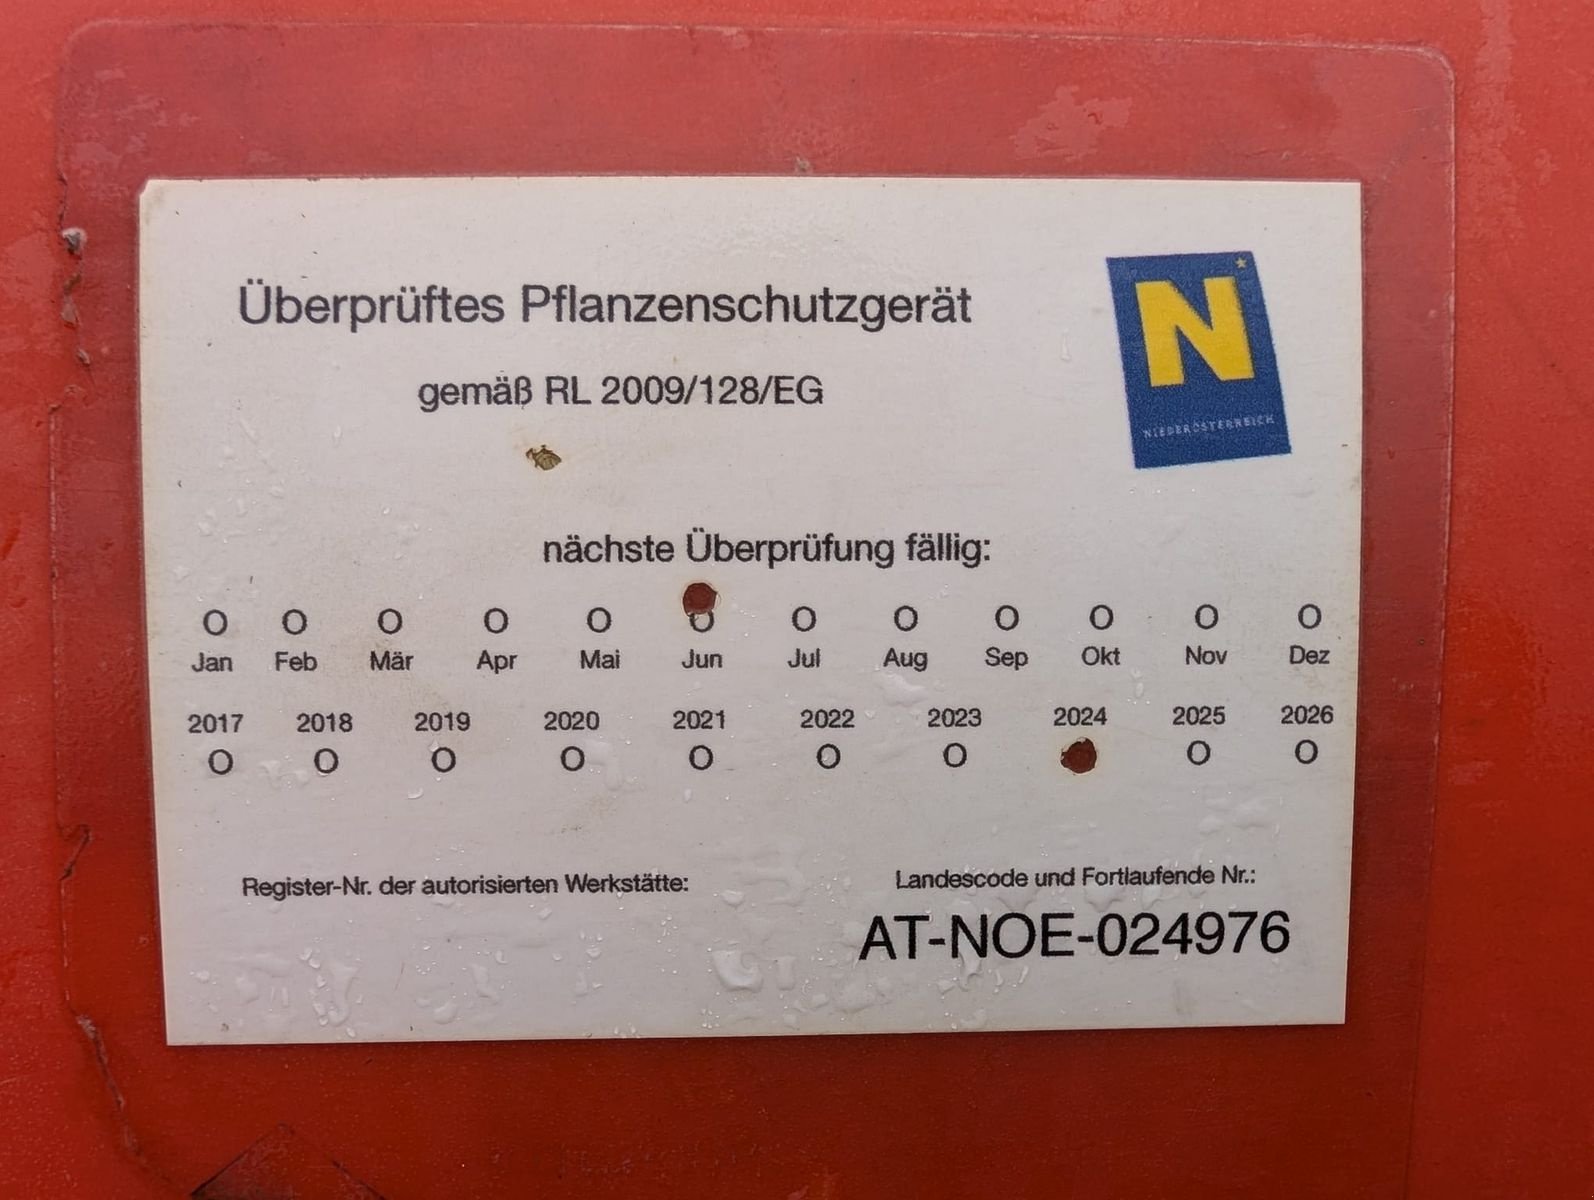 Überprüftes Pflanzenschutzgerät
gemäß RL 2009/128/EG
N
NIEDERÖSTERREICH
nächste Überprüfung fällig:
O O O O O O O O O O O O
Jan Feb Mär Apr Mai Jun Jul Aug Sep Okt Nov Dez
2017 2018 2019 2020 2021 2022 2023 2024 2025 2026
O O O O O O O O O
Register-Nr. der autorisierten Werkstätte:
Landescode und Fortlaufende Nr.:
AT-NOE-024976